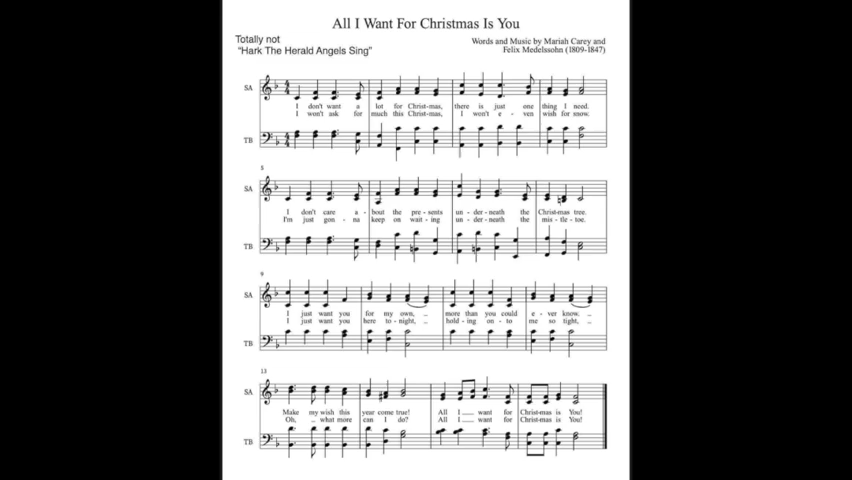 All I Want For Christmas Is You
Totally not
"Hark The Herald Angels Sing"
Words and Music by Mariah Carey and
Felix Medelssohn (1809-1847)
SA
I don't want a lot for Christ-mas, there is just one thing I need.
I won't ask for much this Christ-mas, I won't e - ven wish for snow.
TB
5
SA
I don't care a - bout the pre-sents un - der-neath the Christ-mas tree.
I'm just gon - na keep on wait-ing un - der-neath the mis - tle-toe.
TB
9
SA
I just want you for my own, _ more than you could e - ver know. _
I just want you here to-night, _ hold - ing on-to me so tight, _
TB
13
SA
Make my wish this year come true! All I want for Christ-mas is You!
Oh, _ what more can I do? All I want for Christ-mas is You!
TB